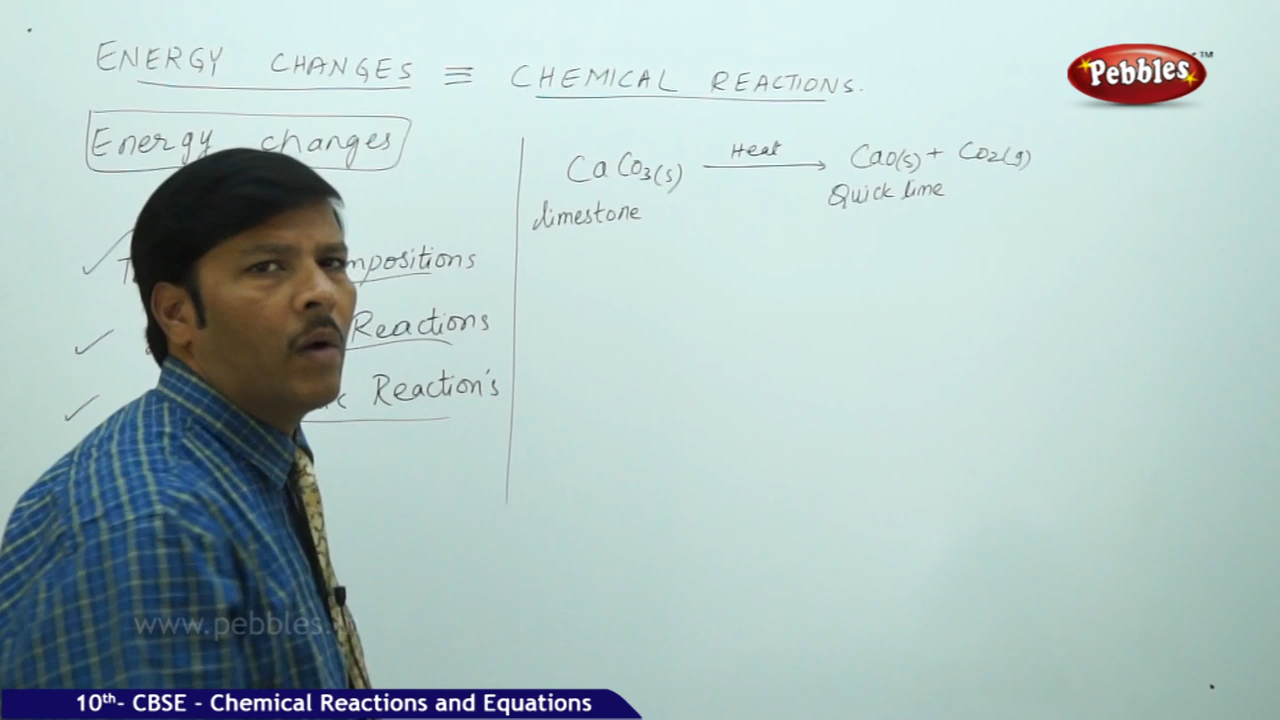 ENERGY CHANGES ≡ CHEMICAL REACTIONS.
Pebbles™
Energy changes
CaCO3(s) Heat → CaO(s) + CO2(g)
limestone Quick lime
mpositions
Reactions
c Reaction's
www.pebbles.
10th- CBSE - Chemical Reactions and Equations